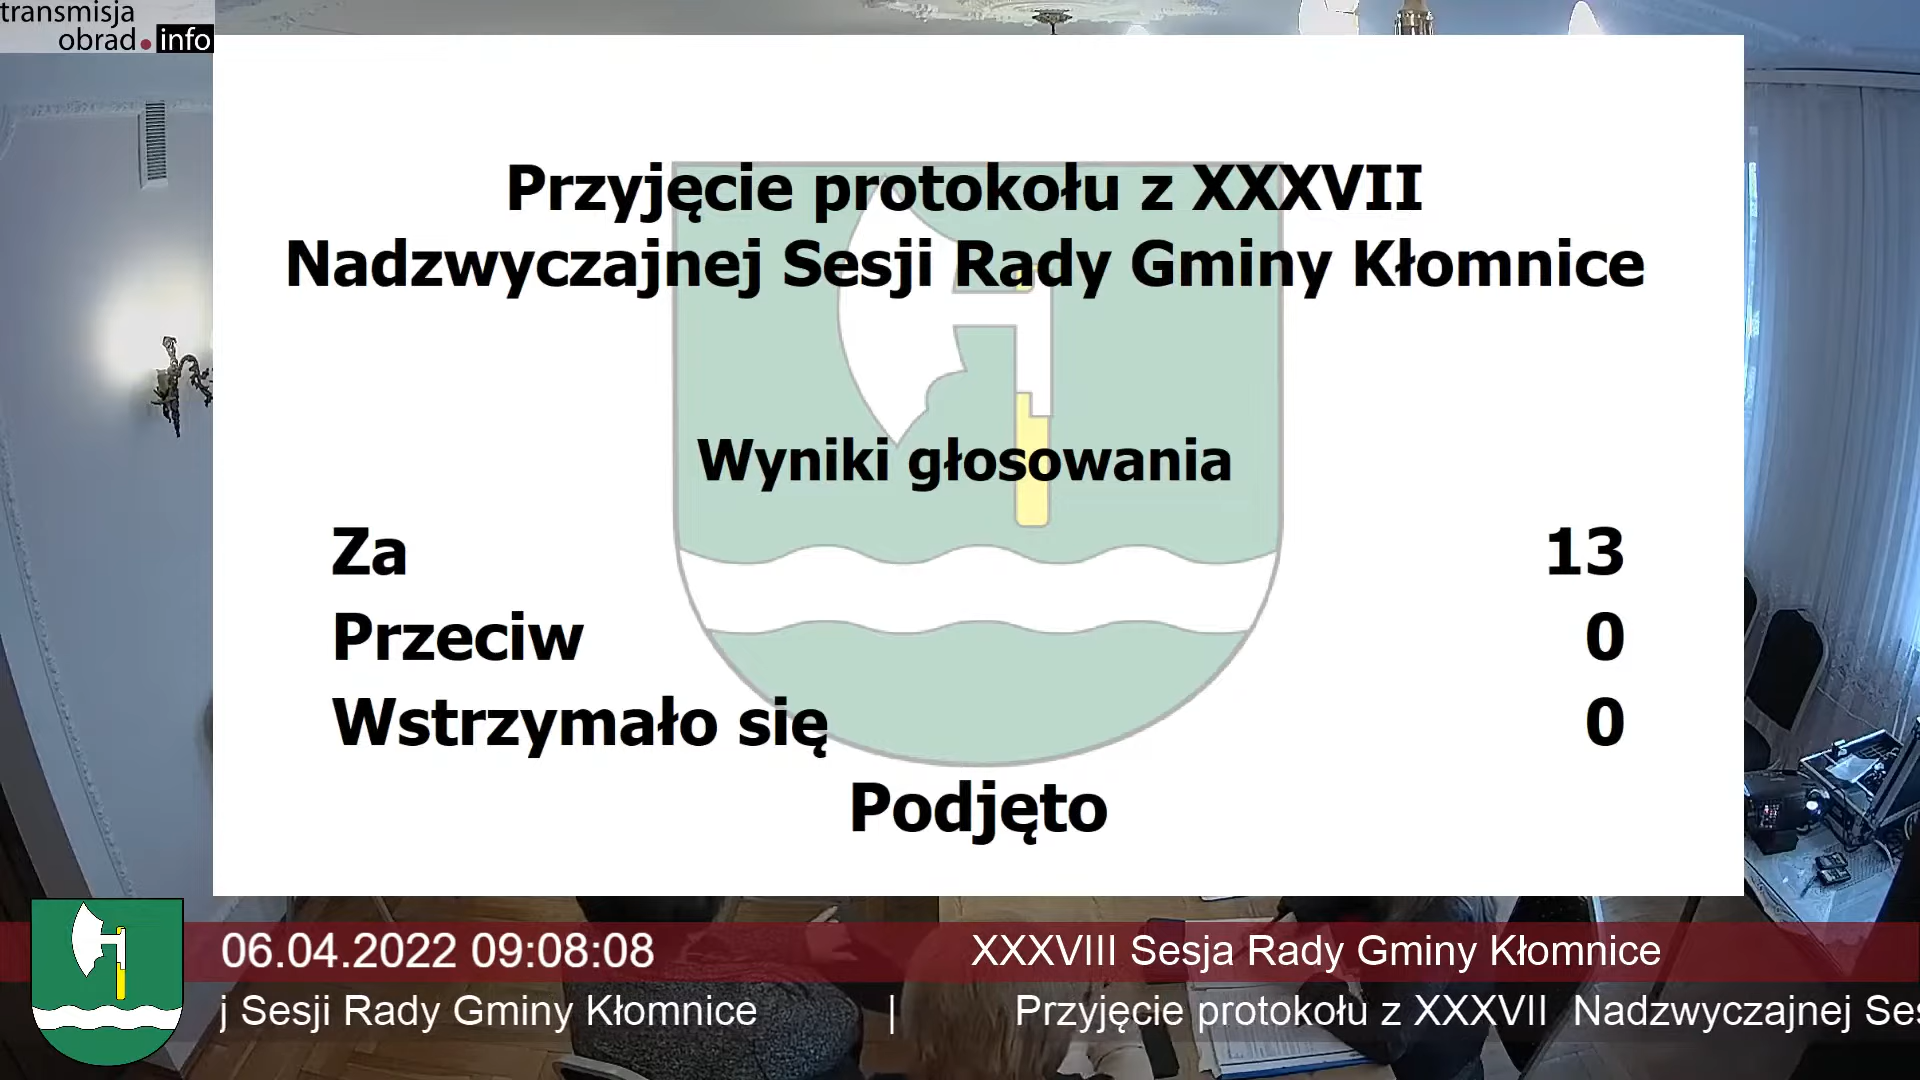 transmisja
obrad.info
Przyjęcie protokołu z XXXVII
Nadzwyczajnej Sesji Rady Gminy Kłomnice
Wyniki głosowania
Za 13
Przeciw 0
Wstrzymało się 0
Podjęto
06.04.2022 09:08:08 XXXVIII Sesja Rady Gminy Kłomnice
j Sesji Rady Gminy Kłomnice | Przyjęcie protokołu z XXXVII Nadzwyczajnej Ses